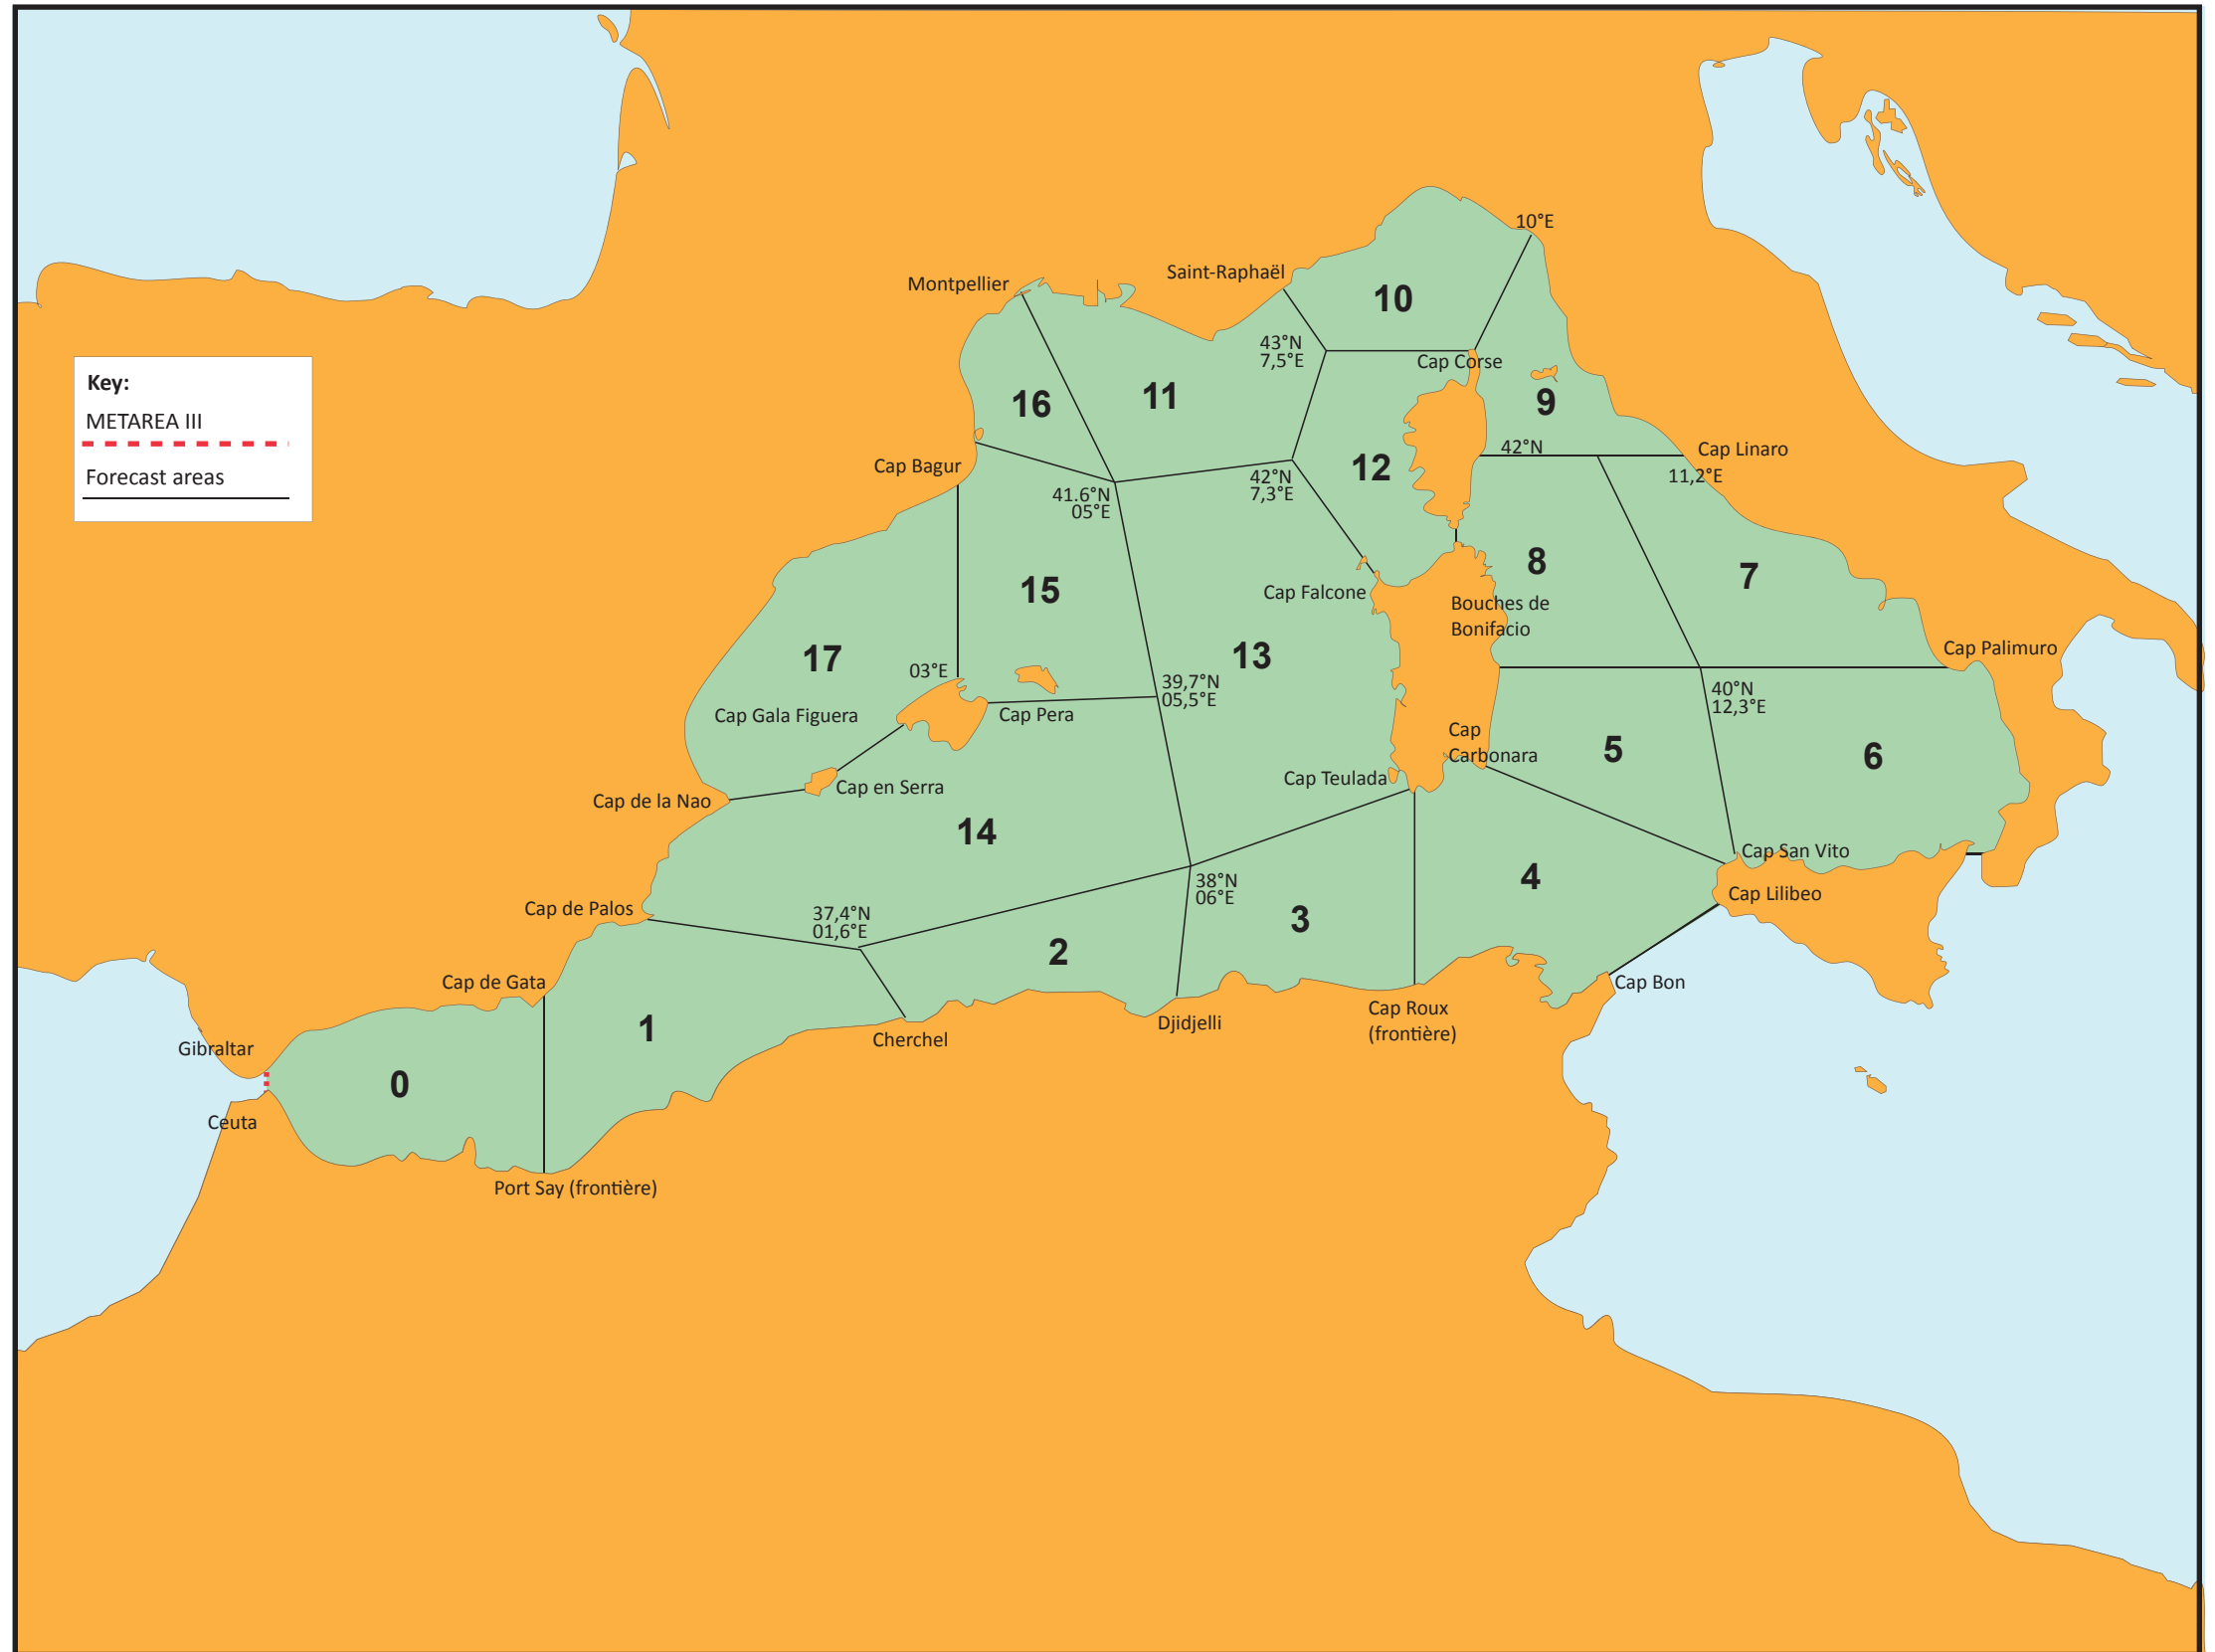 10°E
Saint-Raphaël
Montpellier
10
43°N
7,5°E
Cap Corse
Key:
METAREA III
Forecast areas
16
11
9
42°N
Cap Linaro
11,2°E
Cap Bagur
12
42°N
7,3°E
41.6°N
05°E
8
7
15
Cap Falcone
Bouches de
Bonifacio
17
13
Cap Palimuro
03°E
39,7°N
05,5°E
40°N
12,3°E
Cap Gala Figuera
Cap Pera
Cap
Carbonara
5
6
Cap Teulada
Cap en Serra
Cap de la Nao
14
Cap San Vito
4
38°N
06°E
Cap Lilibeo
Cap de Palos
37,4°N
01,6°E
3
2
Cap de Gata
Cap Bon
Cap Roux
(frontière)
Djidjelli
1
Cherchel
Gibraltar
0
Ceuta
Port Say (frontière)